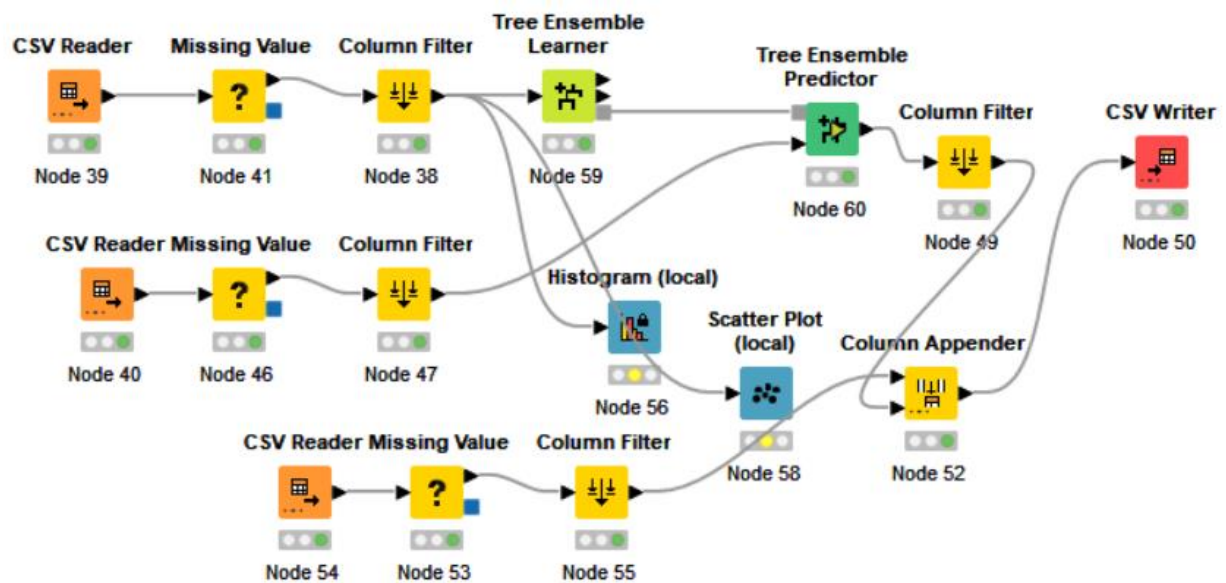 Tree Ensemble
Learner
CSV Reader Missing Value Column Filter
Tree Ensemble
Predictor
Column Filter CSV Writer
Node 39 Node 41 Node 38 Node 59
Node 60
Node 49 Node 50
CSV Reader Missing Value Column Filter
Histogram (local)
Scatter Plot
(local)
Column Appender
Node 40 Node 46 Node 47
Node 56
Node 58 Node 52
CSV Reader Missing Value Column Filter
Node 54 Node 53 Node 55